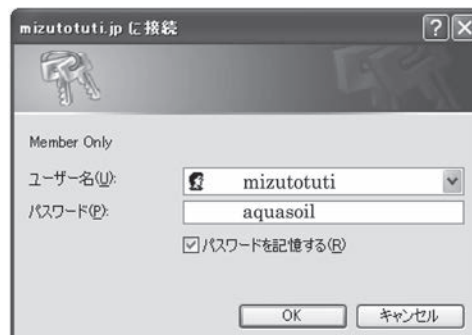 mizutotuti.jp に接続
Member Only
ユーザー名(U): mizutotuti
パスワード(P): aquasoil
パスワードを記憶する(R)
OK キャンセル